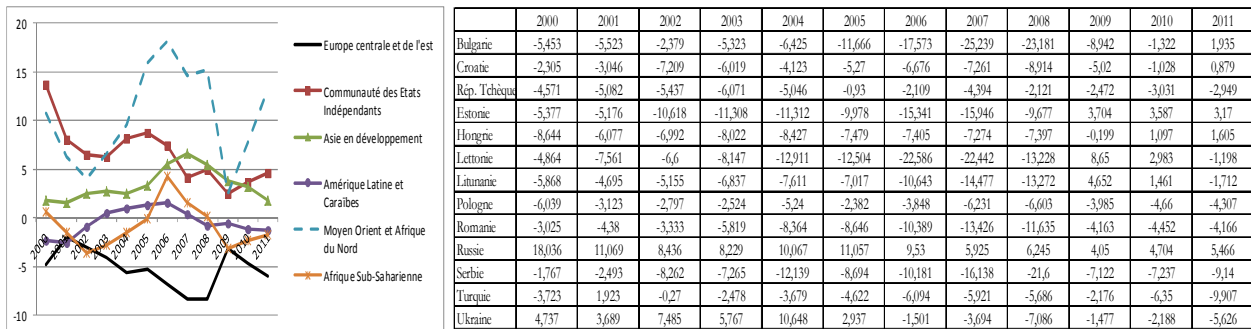 20
15
10
5
0
-5
-10
2000 2001 2002 2003 2004 2005 2006 2007 2008 2009 2010 2011
Europe centrale et de l'est
Communauté des Etats
Indépendants
Asie en développement
Amérique Latine et
Caraibes
Moyen Orient et Afrique
du Nord
Afrique Sub-Saharienne
2000 2001 2002 2003 2004 2005 2006 2007 2008 2009 2010 2011
Bulgarie -5,453 -5,523 -2,379 -5,323 -6,425 -11,666 -17,573 -25,239 -23,181 -8,942 -1,322 1,935
Croatie -2,305 -3,046 -7,209 -6,019 -4,123 -5,27 -6,676 -7,261 -8,914 -5,02 -1,028 0,879
Rép. Tchèque -4,571 -5,082 -5,437 -6,071 -5,046 -0,93 -2,109 -4,394 -2,121 -2,472 -3,031 -2,949
Estonie -5,377 -5,176 -10,618 -11,308 -11,312 -9,978 -15,341 -15,946 -9,677 3,704 3,587 3,17
Hongrie -8,644 -6,077 -6,992 -8,022 -8,427 -7,479 -7,405 -7,274 -7,397 -0,199 1,097 1,605
Lettonie -4,864 -7,561 -6,6 -8,147 -12,911 -12,504 -22,586 -22,442 -13,228 8,65 2,983 -1,198
Litunanie -5,868 -4,695 -5,155 -6,837 -7,611 -7,017 -10,643 -14,477 -13,272 4,652 1,461 -1,712
Pologne -6,039 -3,123 -2,797 -2,524 -5,24 -2,382 -3,848 -6,231 -6,603 -3,985 -4,66 -4,307
Romanie -3,025 -4,38 -3,333 -5,819 -8,364 -8,646 -10,389 -13,426 -11,635 -4,163 -4,452 -4,166
Russie 18,036 11,069 8,436 8,229 10,067 11,057 9,53 5,925 6,245 4,05 4,704 5,466
Serbie -1,767 -2,493 -8,262 -7,265 -12,139 -8,694 -10,181 -16,138 -21,6 -7,122 -7,237 -9,14
Turquie -3,723 1,923 -0,27 -2,478 -3,679 -4,622 -6,094 -5,921 -5,686 -2,176 -6,35 -9,907
Ukraine 4,737 3,689 7,485 5,767 10,648 2,937 -1,501 -3,694 -7,086 -1,477 -2,188 -5,626